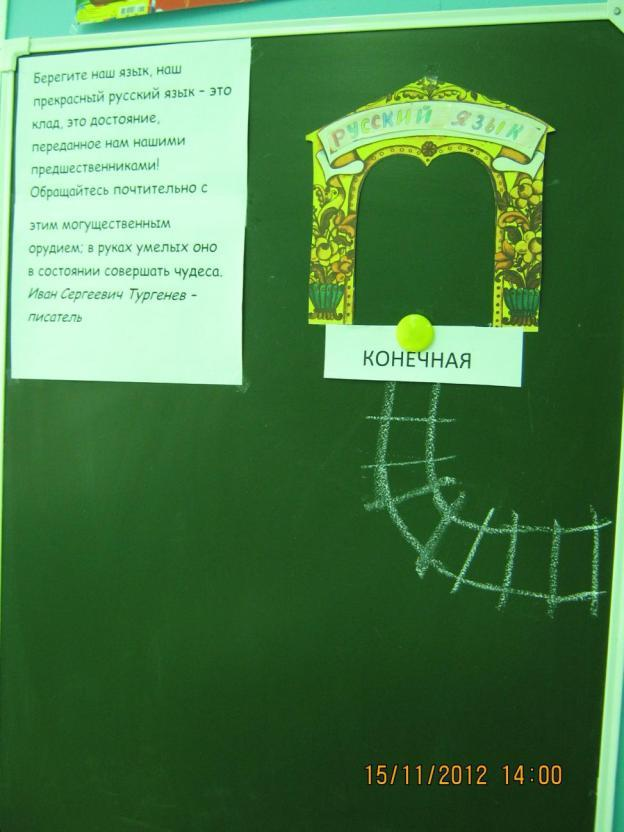 Берегите наш язык, наш
прекрасный русский язык – это
клад, это достояние,
переданное нам нашими
предшественниками!
Обращайтесь почтительно с
этим могущественным
орудием; в руках умелых оно
в состоянии совершать чудеса.
Иван Сергеевич Тургенев –
писатель
РУССКИЙ ЯЗЫК
КОНЕЧНАЯ
15/11/2012 14:00